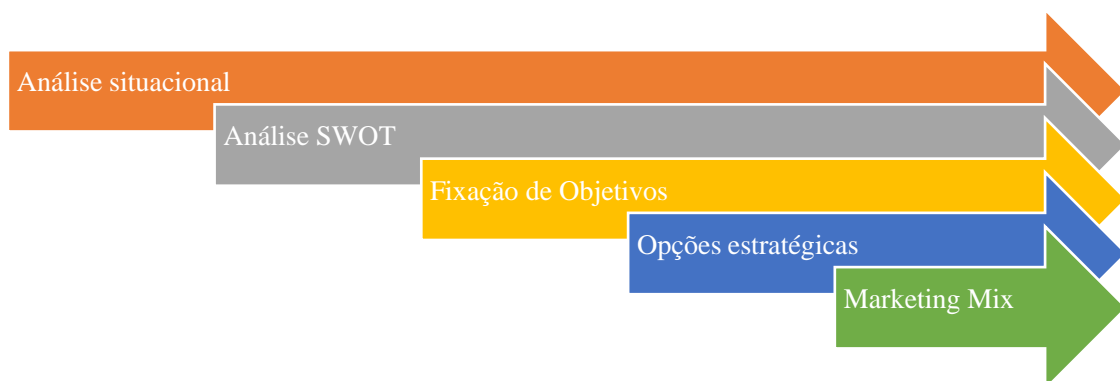 Análise situacional
Análise SWOT
Fixação de Objetivos
Opções estratégicas
Marketing Mix